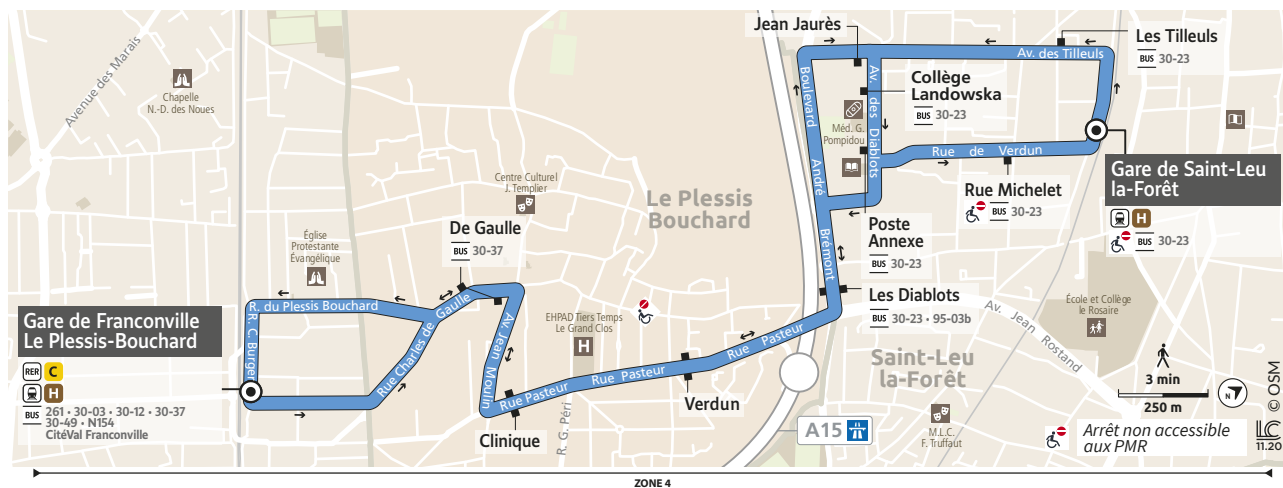 Avenue des Marais
Chapelle
N.-D. des Noues
Centre Culturel
J. Templier
Église
Protestante
Évangélique
De Gaulle
BUS 30-37
Gare de Franconville
Le Plessis-Bouchard
RER C
H
BUS 261 • 30-03 • 30-12 • 30-37
30-49 • N154
CitéVal Franconville
R. du Plessis Bouchard
R. C. Burger
Rue Charles de Gaulle
Av. Jean Moulin
EHPAD Tiers Temps
Le Grand Clos
H
Rue Pasteur
Rue Pasteur
Rue Pasteur
R. G. Péri
Clinique
Verdun
Le Plessis
Bouchard
Jean Jaurès
Boulevard André Brémont
Av. des Diablots
Collège
Landowska
BUS 30-23
Méd. G.
Pompidou
Av. des Tilleuls
Les Tilleuls
BUS 30-23
Rue de Verdun
Rue Michelet
BUS 30-23
Gare de Saint-Leu
la-Forêt
H
BUS 30-23
Poste
Annexe
BUS 30-23
Les Diablots
BUS 30-23 • 95-03b
Saint-Leu
la-Forêt
Av. Jean Rostand
École et Collège
le Rosaire
M.L.C.
F. Truffaut
A15
3 min
250 m
N
© OSM
Arrêt non accessible
aux PMR
LC
11.20
ZONE 4